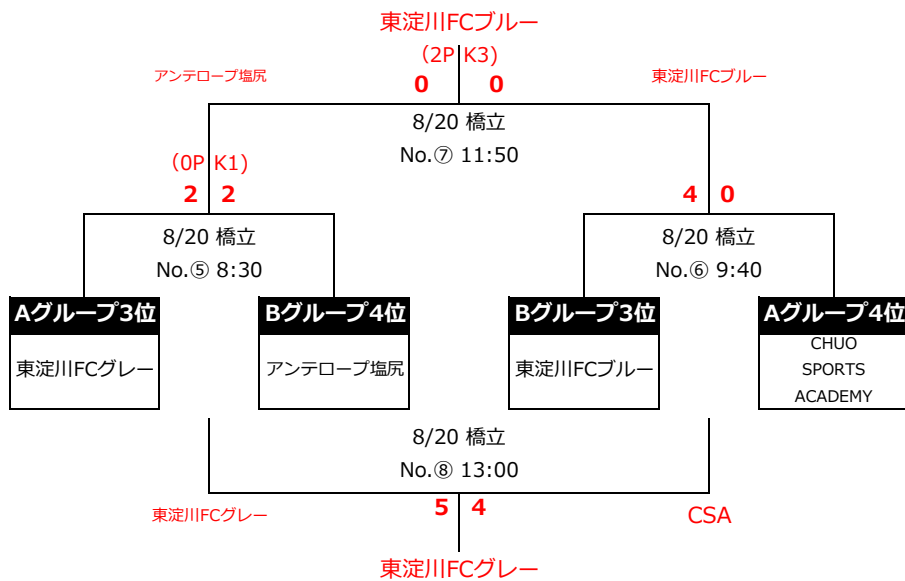 東淀川FCブルー
(2P K3)
アンテロープ塩尻
東淀川FCブルー
0 0
8/20 橋立
No.⑦ 11:50
(0P K1)
2 2
4 0
8/20 橋立
No.⑤ 8:30
8/20 橋立
No.⑥ 9:40
Aグループ3位
Bグループ4位
Bグループ3位
Aグループ4位
東淀川FCグレー
アンテロープ塩尻
東淀川FCブルー
CHUO
SPORTS
ACADEMY
8/20 橋立
No.⑧ 13:00
東淀川FCグレー
5 4
CSA
東淀川FCグレー